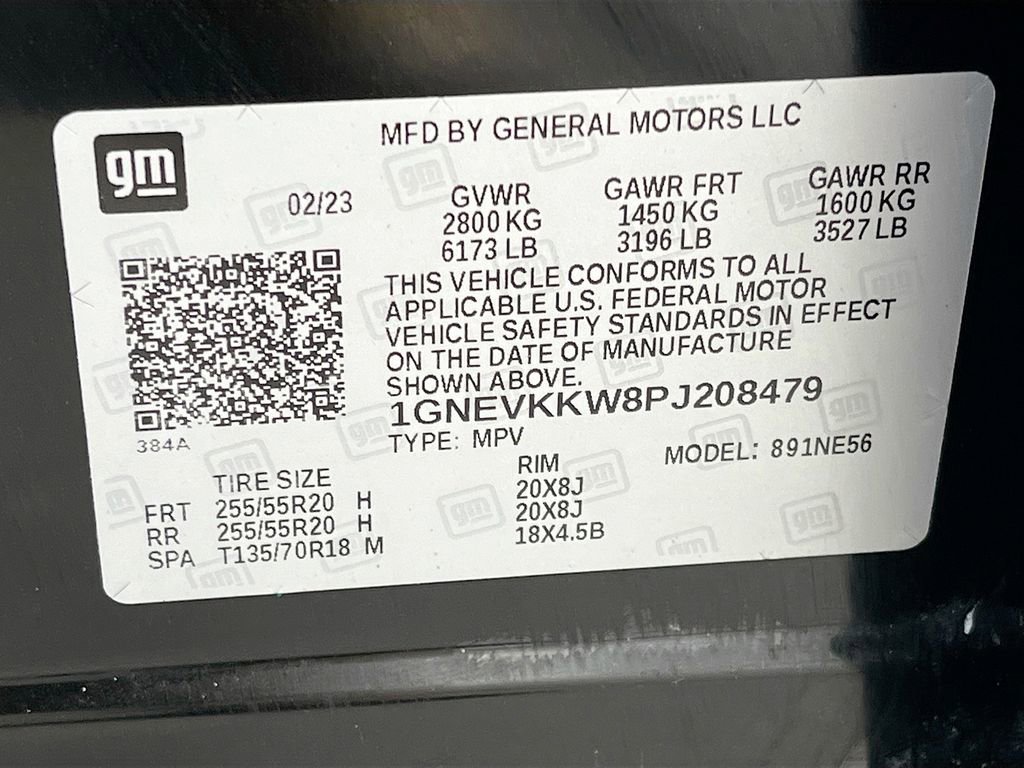 MFD BY GENERAL MOTORS LLC
gm
02/23
GVWR GAWR FRT GAWR RR
2800 KG 1450 KG 1600 KG
6173 LB 3196 LB 3527 LB
THIS VEHICLE CONFORMS TO ALL
APPLICABLE U.S. FEDERAL MOTOR
VEHICLE SAFETY STANDARDS IN EFFECT
ON THE DATE OF MANUFACTURE
SHOWN ABOVE.
1GNEVKKW8PJ208479
384A
TYPE: MPV MODEL: 891NE56
TIRE SIZE RIM
FRT 255/55R20 H 20X8J
RR 255/55R20 H 20X8J
SPA T135/70R18 M 18X4.5B